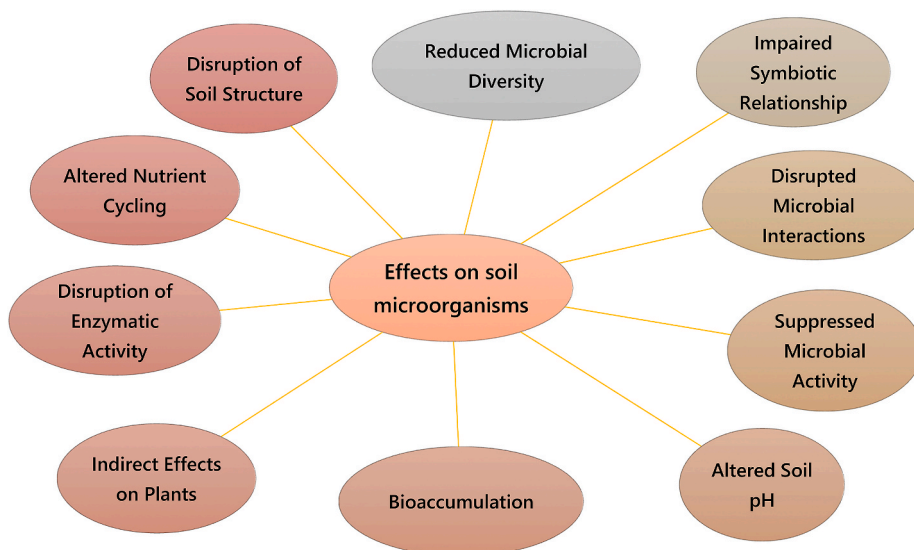 Reduced Microbial
Diversity
Impaired
Symbiotic
Relationship
Disrupted
Microbial
Interactions
Suppressed
Microbial
Activity
Altered Soil
pH
Bioaccumulation
Indirect Effects
on Plants
Disruption of
Enzymatic
Activity
Altered Nutrient
Cycling
Disruption of
Soil Structure
Effects on soil
microorganisms